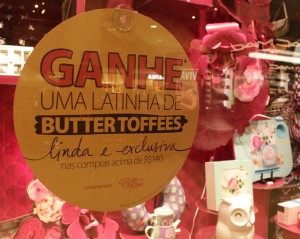 GANHE*
UMA LATINHA DE
BUTTER TOFFEES
linda e exclusiva
nas compras acima de R$140